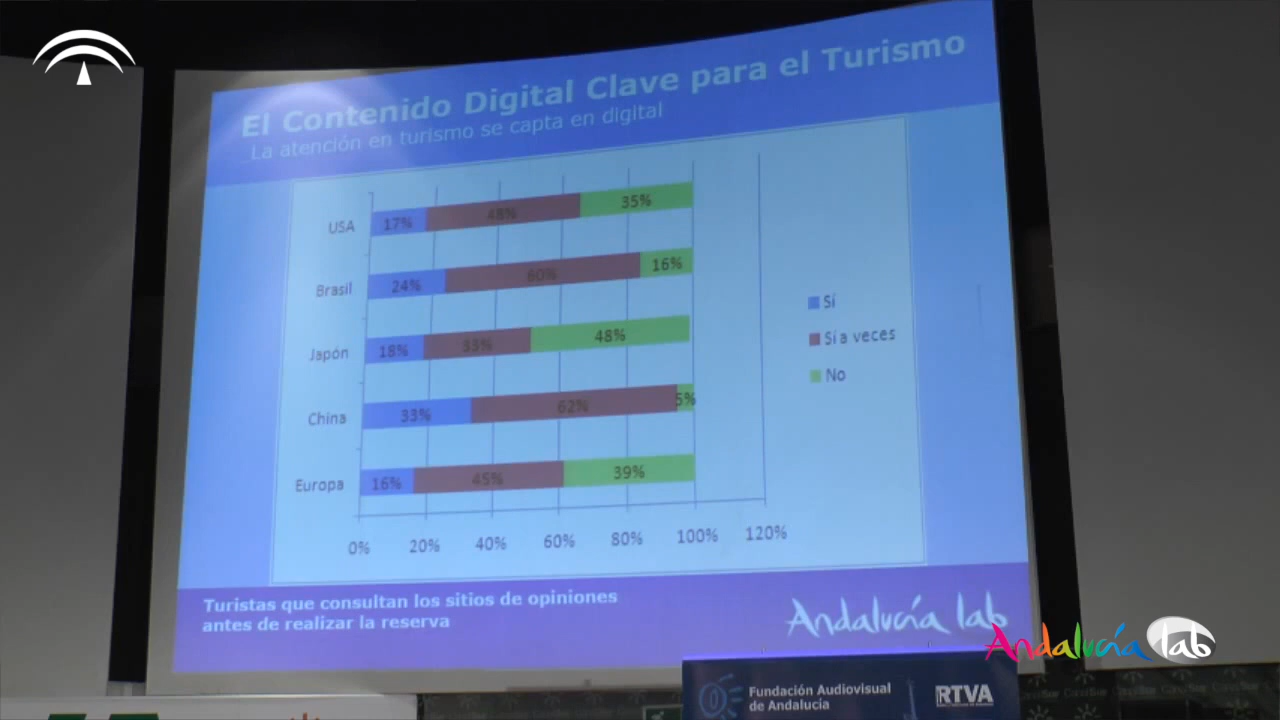 El Contenido Digital Clave para el Turismo
_La atención en turismo se capta en digital
USA 17% 48% 35%
Brasil 24% 60% 16%
Japón 18% 33% 48%
China 33% 62% 5%
Europa 16% 45% 39%
0% 20% 40% 60% 80% 100% 120%
Sí
Sí a veces
No
Turistas que consultan los sitios de opiniones
antes de realizar la reserva
Andalucía lab
Andalucía lab
Fundación Audiovisual
de Andalucía
RTVA